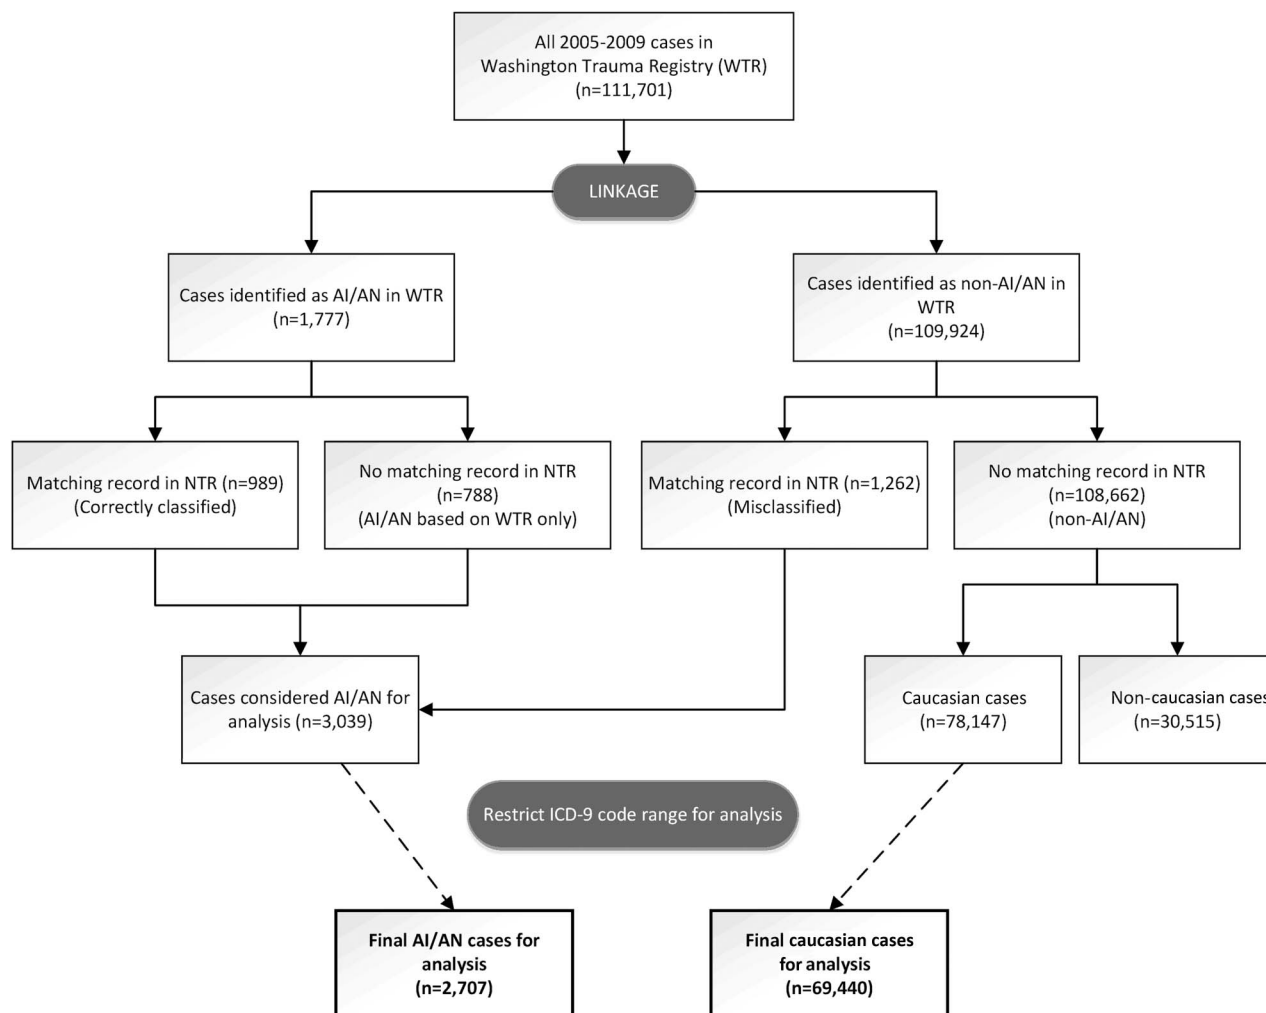 All 2005-2009 cases in
Washington Trauma Registry (WTR)
(n=111,701)
LINKAGE
Cases identified as AI/AN in WTR
(n=1,777)
Cases identified as non-AI/AN in
WTR
(n=109,924)
Matching record in NTR (n=989)
(Correctly classified)
No matching record in NTR
(n=788)
(AI/AN based on WTR only)
Matching record in NTR (n=1,262)
(Misclassified)
No matching record in NTR
(n=108,662)
(non-AI/AN)
Cases considered AI/AN for
analysis (n=3,039)
Caucasian cases
(n=78,147)
Non-caucasian cases
(n=30,515)
Restrict ICD-9 code range for analysis
Final AI/AN cases for
analysis
(n=2,707)
Final caucasian cases
for analysis
(n=69,440)